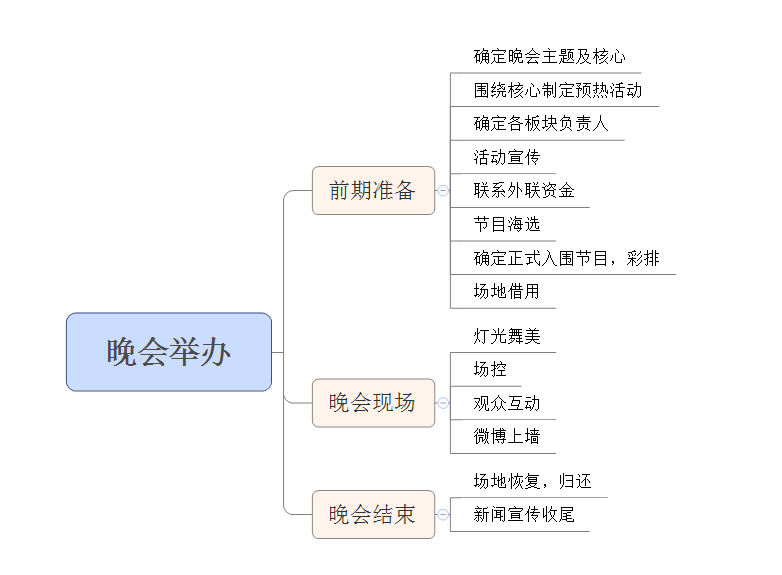 晚会举办
前期准备
确定晚会主题及核心
围绕核心制定预热活动
确定各板块负责人
活动宣传
联系外联资金
节目海选
确定正式入围节目，彩排
场地借用
晚会现场
灯光舞美
场控
观众互动
微博上墙
晚会结束
场地恢复，归还
新闻宣传收尾